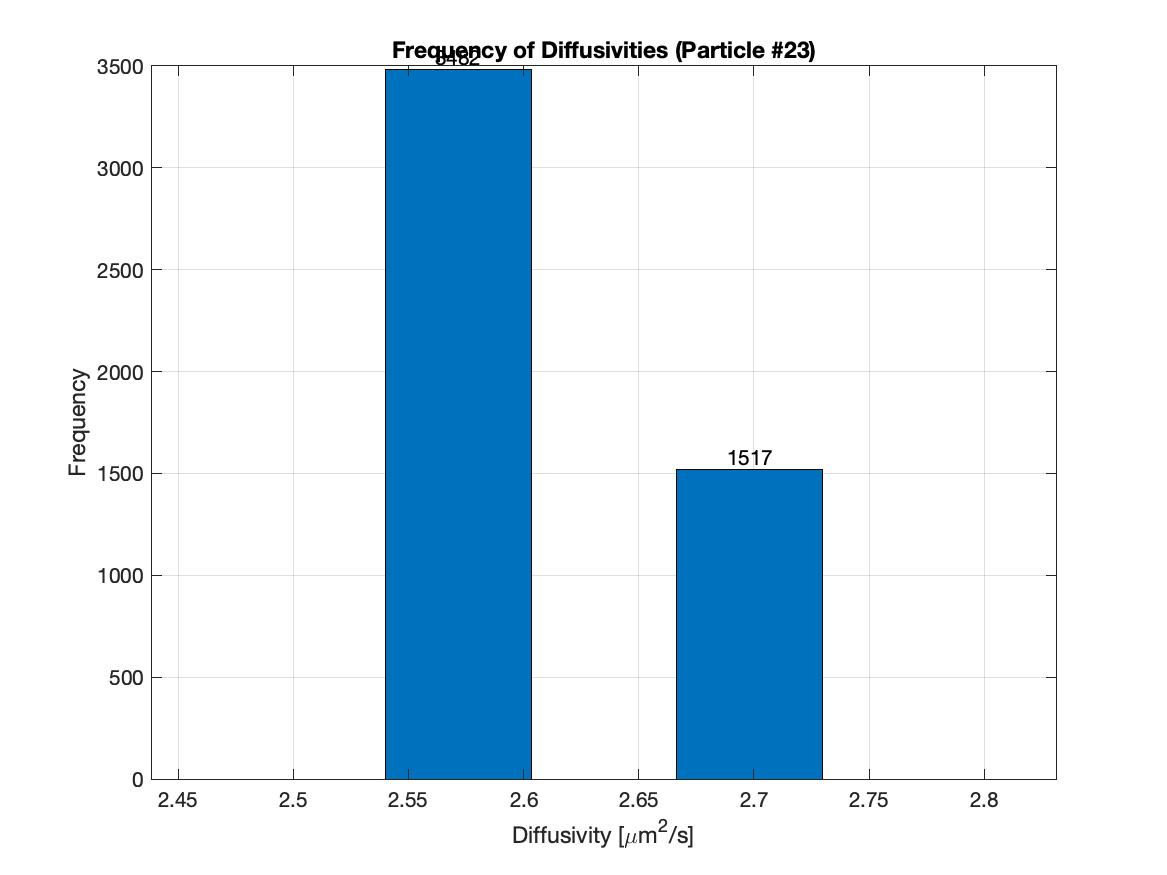 Frequency of Diffusivities (Particle #23)
3482
3500
3000
2500
2000
1500
1000
500
0
Frequency
1517
2.45 2.5 2.55 2.6 2.65 2.7 2.75 2.8
Diffusivity [μm²/s]